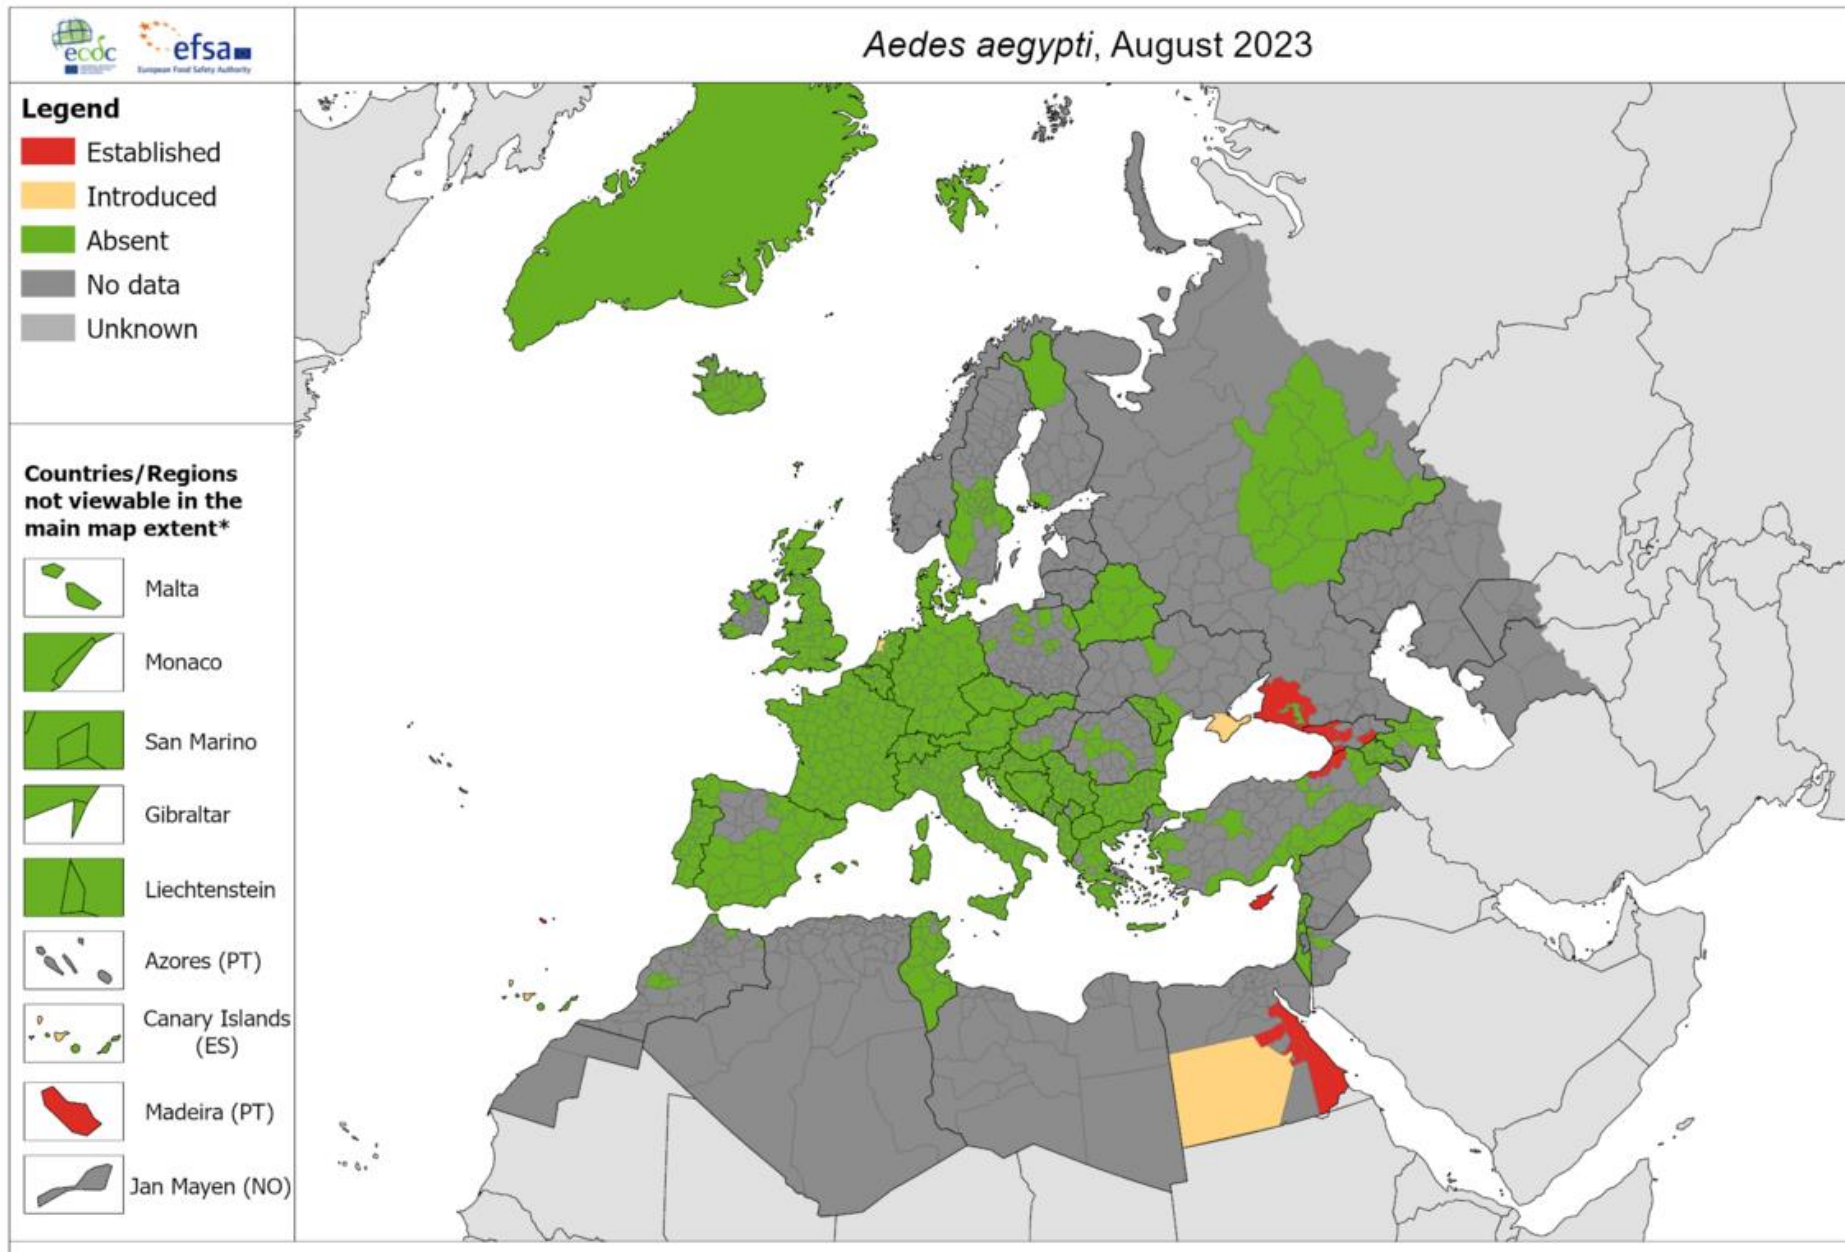 ecdc
efsa
European Food Safety Authority
Aedes aegypti, August 2023
Legend
Established
Introduced
Absent
No data
Unknown
Countries/Regions
not viewable in the
main map extent*
Malta
Monaco
San Marino
Gibraltar
Liechtenstein
Azores (PT)
Canary Islands
(ES)
Madeira (PT)
Jan Mayen (NO)